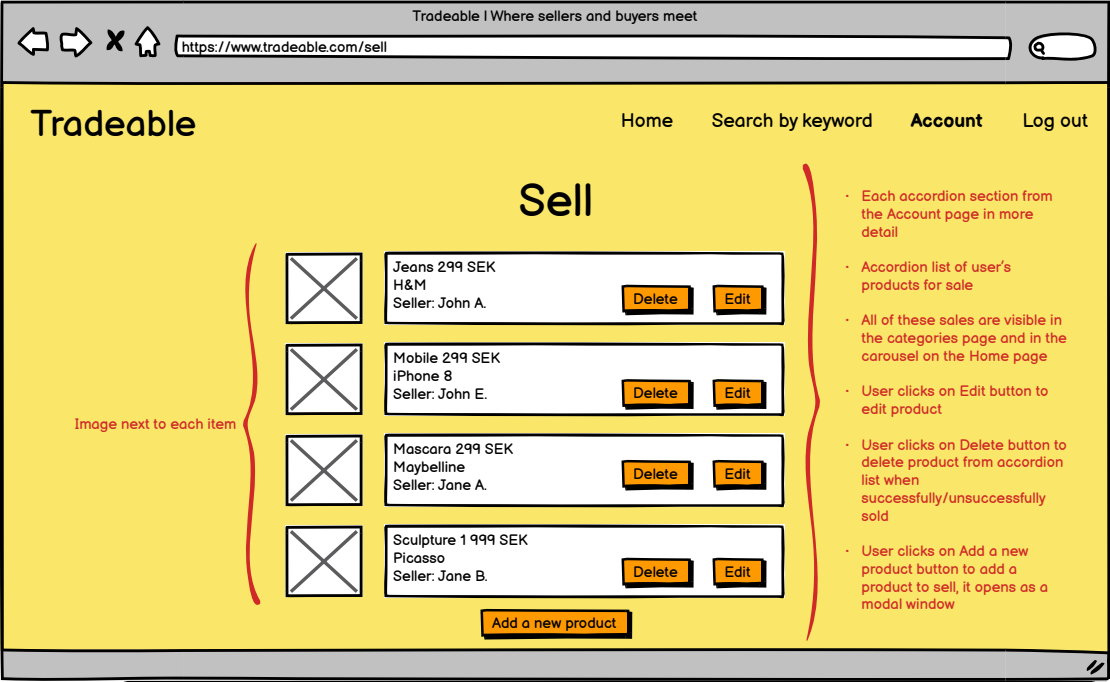 Tradeable | Where sellers and buyers meet
https://www.tradeable.com/sell
Tradeable
Home Search by keyword Account Log out
Sell
Jeans 299 SEK
H&M
Seller: John A.
Delete Edit
Mobile 299 SEK
iPhone 8
Seller: John E.
Delete Edit
Mascara 299 SEK
Maybelline
Seller: Jane A.
Delete Edit
Sculpture 1 999 SEK
Picasso
Seller: Jane B.
Delete Edit
Add a new product
Image next to each item
· Each accordion section from
the Account page in more
detail
· Accordion list of user's
products for sale
· All of these sales are visible in
the categories page and in the
carousel on the Home page
· User clicks on Edit button to
edit product
· User clicks on Delete button to
delete product from accordion
list when
successfully/unsuccessfully
sold
· User clicks on Add a new
product button to add a
product to sell, it opens as a
modal window